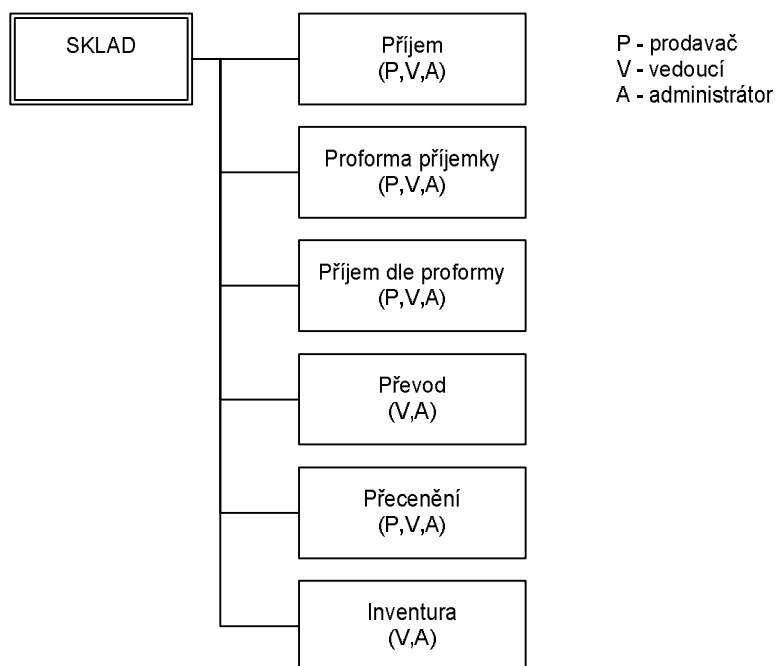 SKLAD
Příjem
(P,V,A)
P - prodavač
V - vedoucí
A - administrátor
Proforma příjemky
(P,V,A)
Příjem dle proformy
(P,V,A)
Převod
(V,A)
Přecenění
(P,V,A)
Inventura
(V,A)